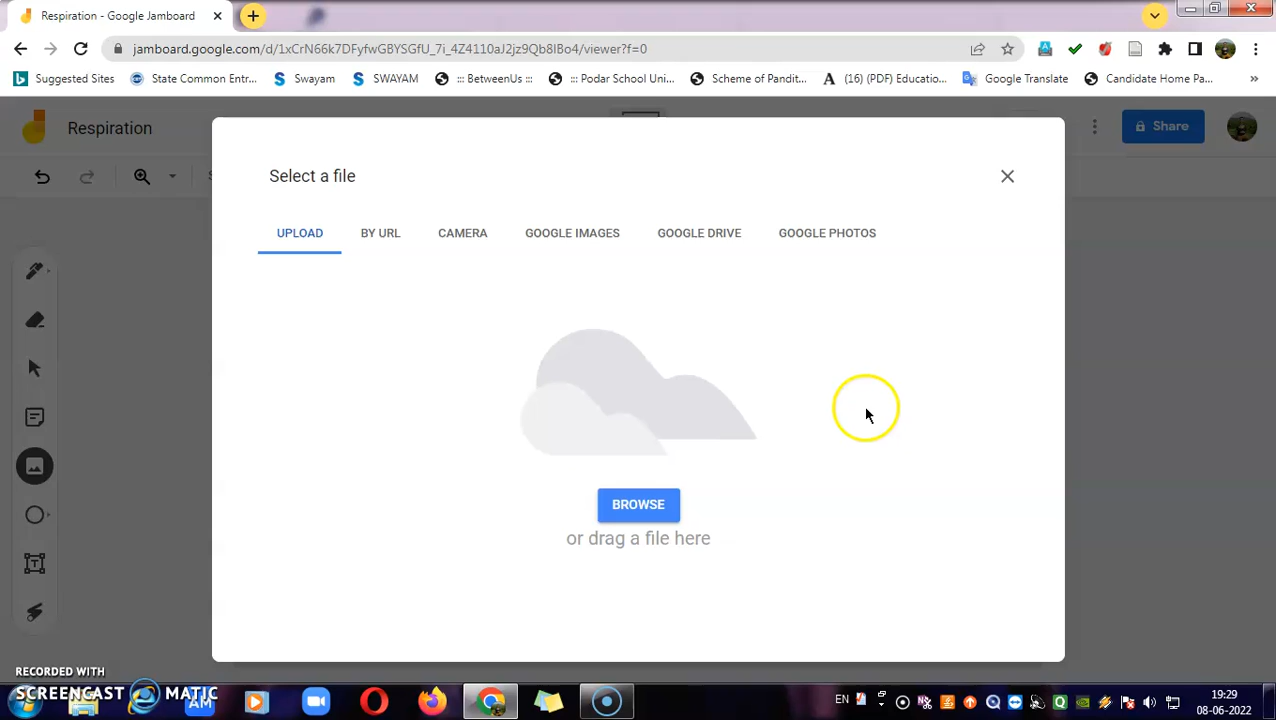 Respiration - Google Jamboard
jamboard.google.com/d/1xCrN66k7DFyfwGBYSGfU_7i_4Z4110aJ2jz9Qb8lBo4/viewer?f=0
Suggested Sites State Common Entr... Swayam SWAYAM ::: BetweenUs ::: ::: Podar School Uni... Scheme of Pandit... (16) (PDF) Educatio... Google Translate Candidate Home Pa... »
Respiration
Share
Select a file
UPLOAD BY URL CAMERA GOOGLE IMAGES GOOGLE DRIVE GOOGLE PHOTOS
BROWSE
or drag a file here
RECORDED WITH
SCREENCAST MATIC
AM
EN
19:29
08-06-2022